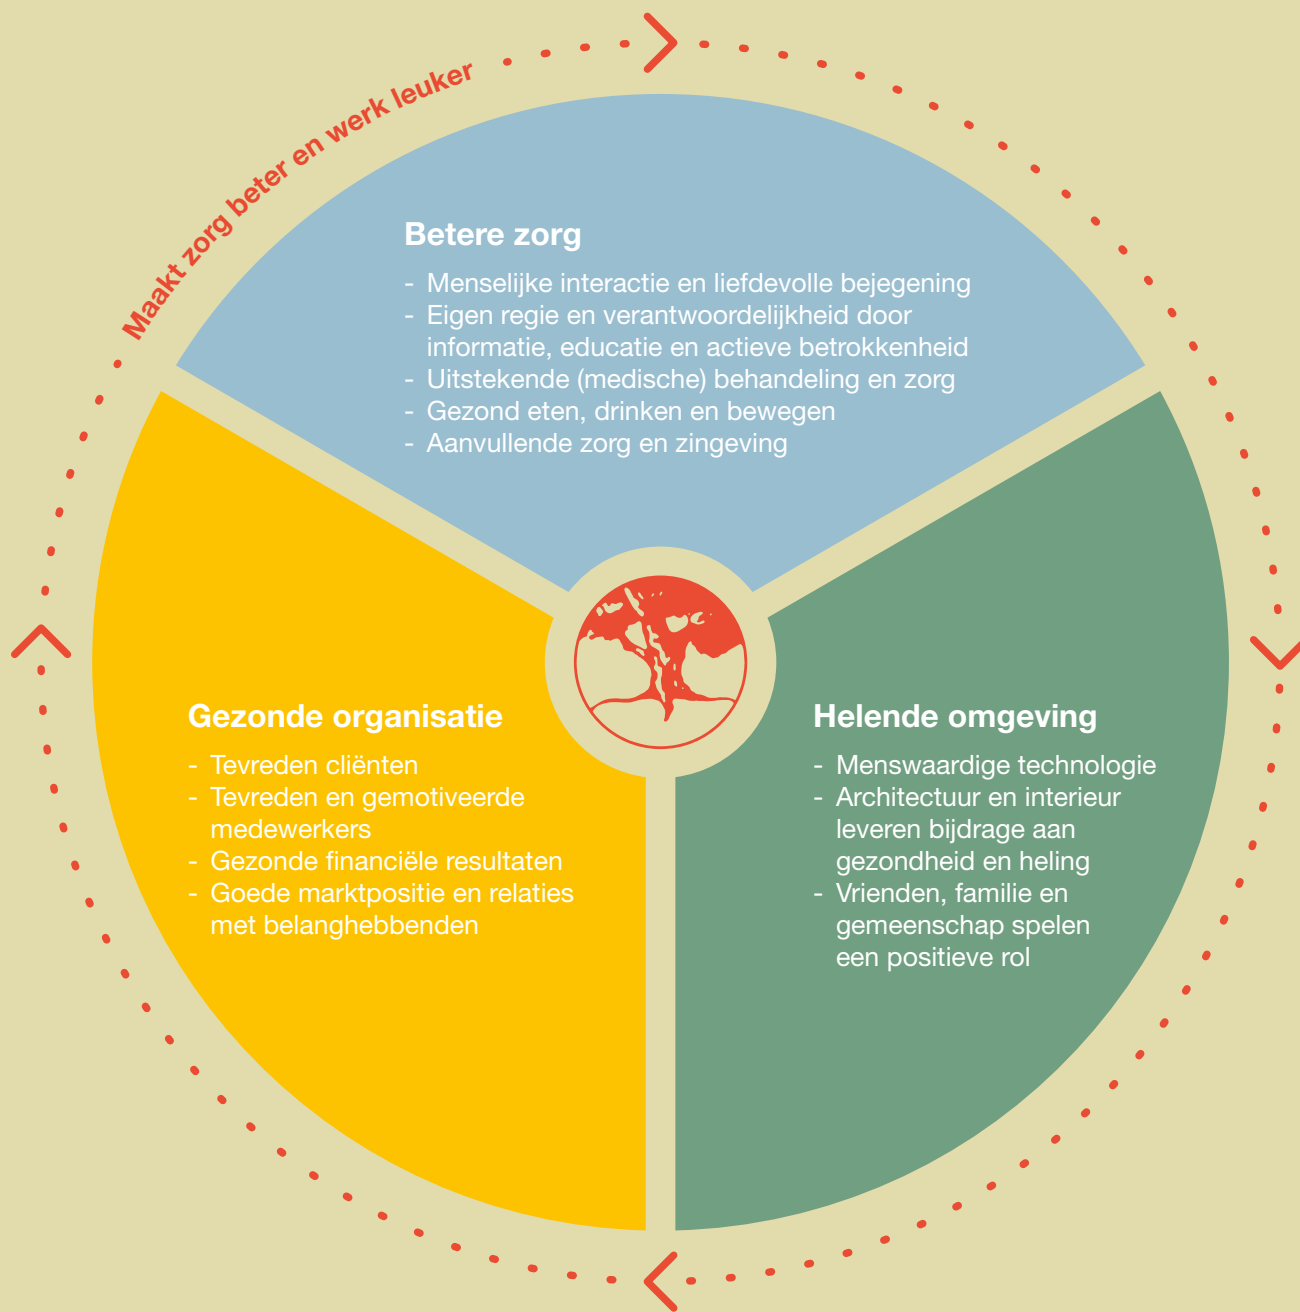 Maakt zorg beter en werk leuker
Betere zorg
- Menselijke interactie en liefdevolle bejegening
- Eigen regie en verantwoordelijkheid door
informatie, educatie en actieve betrokkenheid
- Uitstekende (medische) behandeling en zorg
- Gezond eten, drinken en bewegen
- Aanvullende zorg en zingeving
Gezonde organisatie
- Tevreden cliënten
- Tevreden en gemotiveerde
medewerkers
- Gezonde financiële resultaten
- Goede marktpositie en relaties
met belanghebbenden
Helende omgeving
- Menswaardige technologie
- Architectuur en interieur
leveren bijdrage aan
gezondheid en heling
- Vrienden, familie en
gemeenschap spelen
een positieve rol